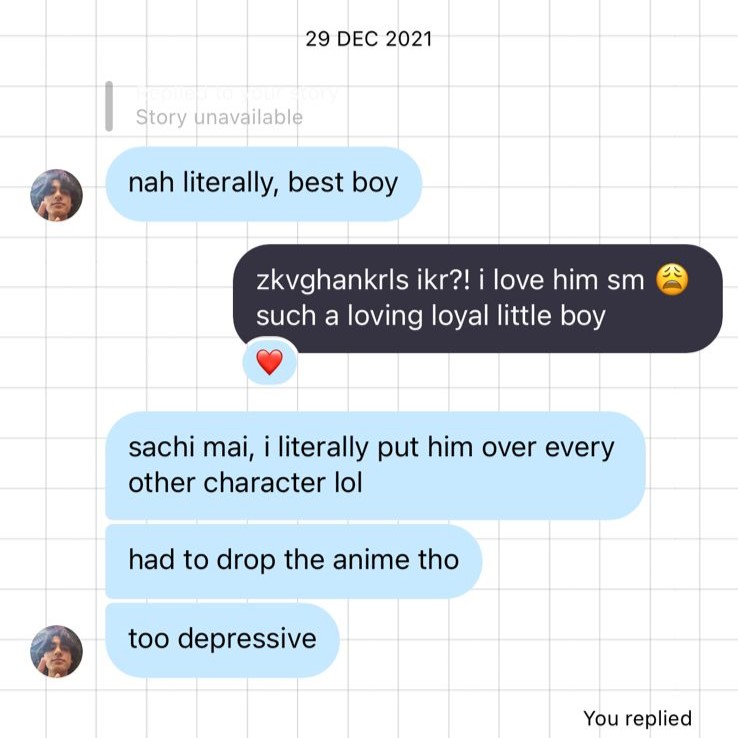 29 DEC 2021
Replied to your story
Story unavailable
nah literally, best boy
zkvghankrls ikr?! i love him sm 😩
such a loving loyal little boy
❤️
sachi mai, i literally put him over every
other character lol
had to drop the anime tho
too depressive
You replied